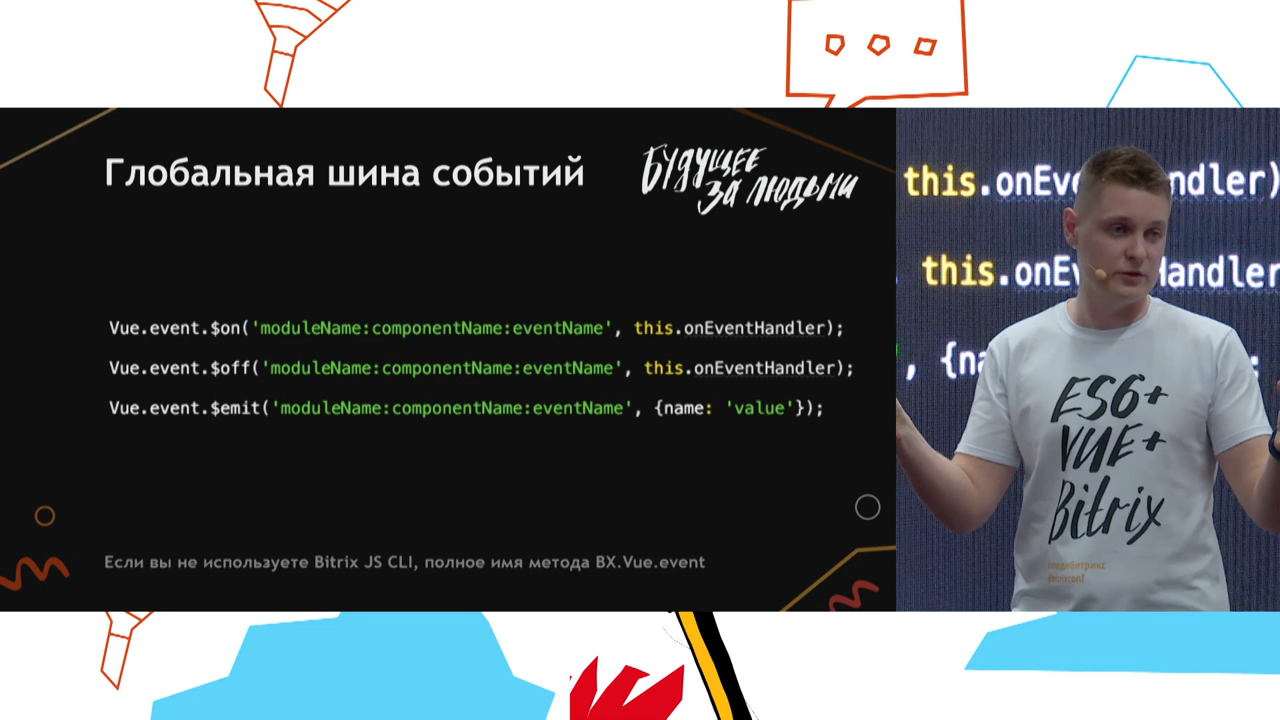 Глобальная шина событий
БУДУЩЕЕ
ЗА ЛЮДЬМИ
Vue.event.$on('moduleName:componentName:eventName', this.onEventHandler);
Vue.event.$off('moduleName:componentName:eventName', this.onEventHandler);
Vue.event.$emit('moduleName:componentName:eventName', {name: 'value'});
Если вы не используете Bitrix JS CLI, полное имя метода BX.Vue.event
this.onEv ndler)
, this.onEv Handler
', {na :
ES6+
VUE+
Bitrix